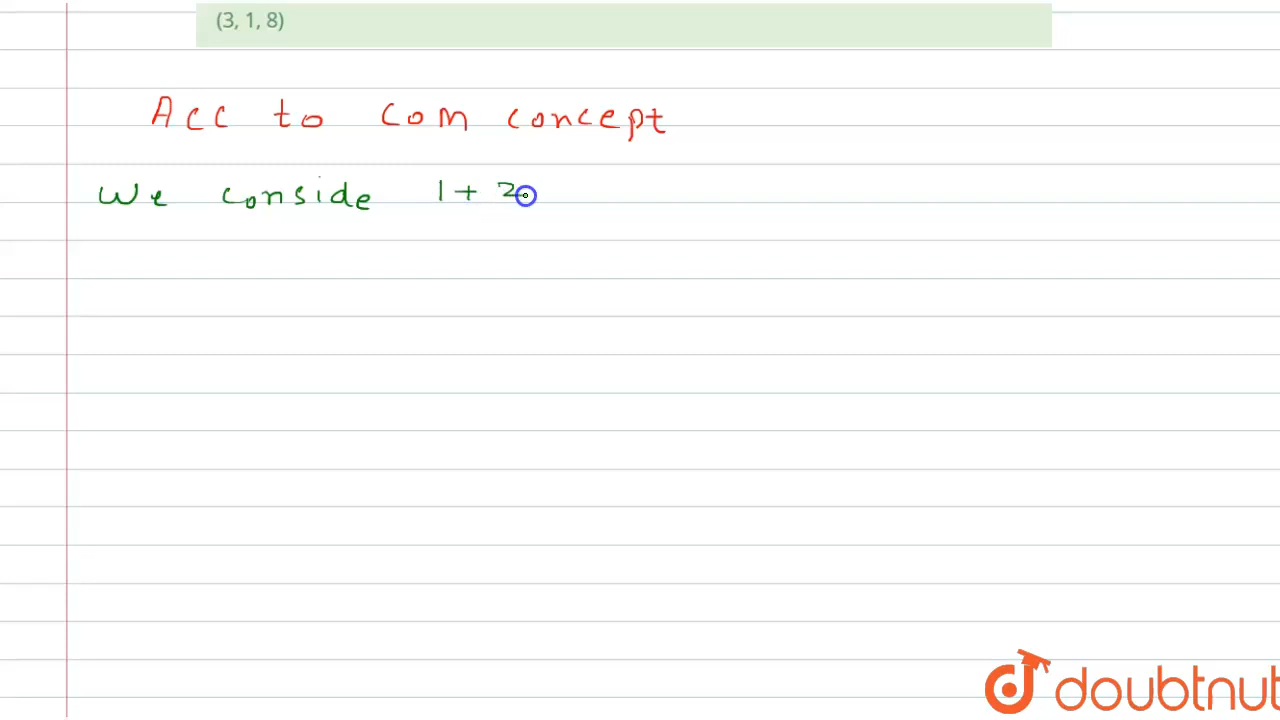 (3, 1, 8)
Acc to com concept
We conside 1 + 2
doubtnut